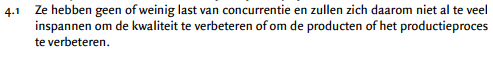 4.1 Ze hebben geen of weinig last van concurrentie en zullen zich daarom niet al te veel
inspannen om de kwaliteit te verbeteren of om de producten of het productieproces
te verbeteren.